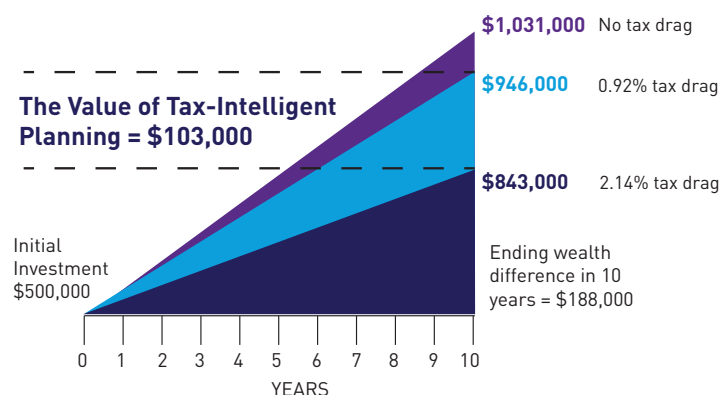 $1,031,000 No tax drag
$946,000 0.92% tax drag
The Value of Tax-Intelligent
Planning = $103,000
$843,000 2.14% tax drag
Initial
Investment
$500,000
Ending wealth
difference in 10
years = $188,000
0 1 2 3 4 5 6 7 8 9 10
YEARS